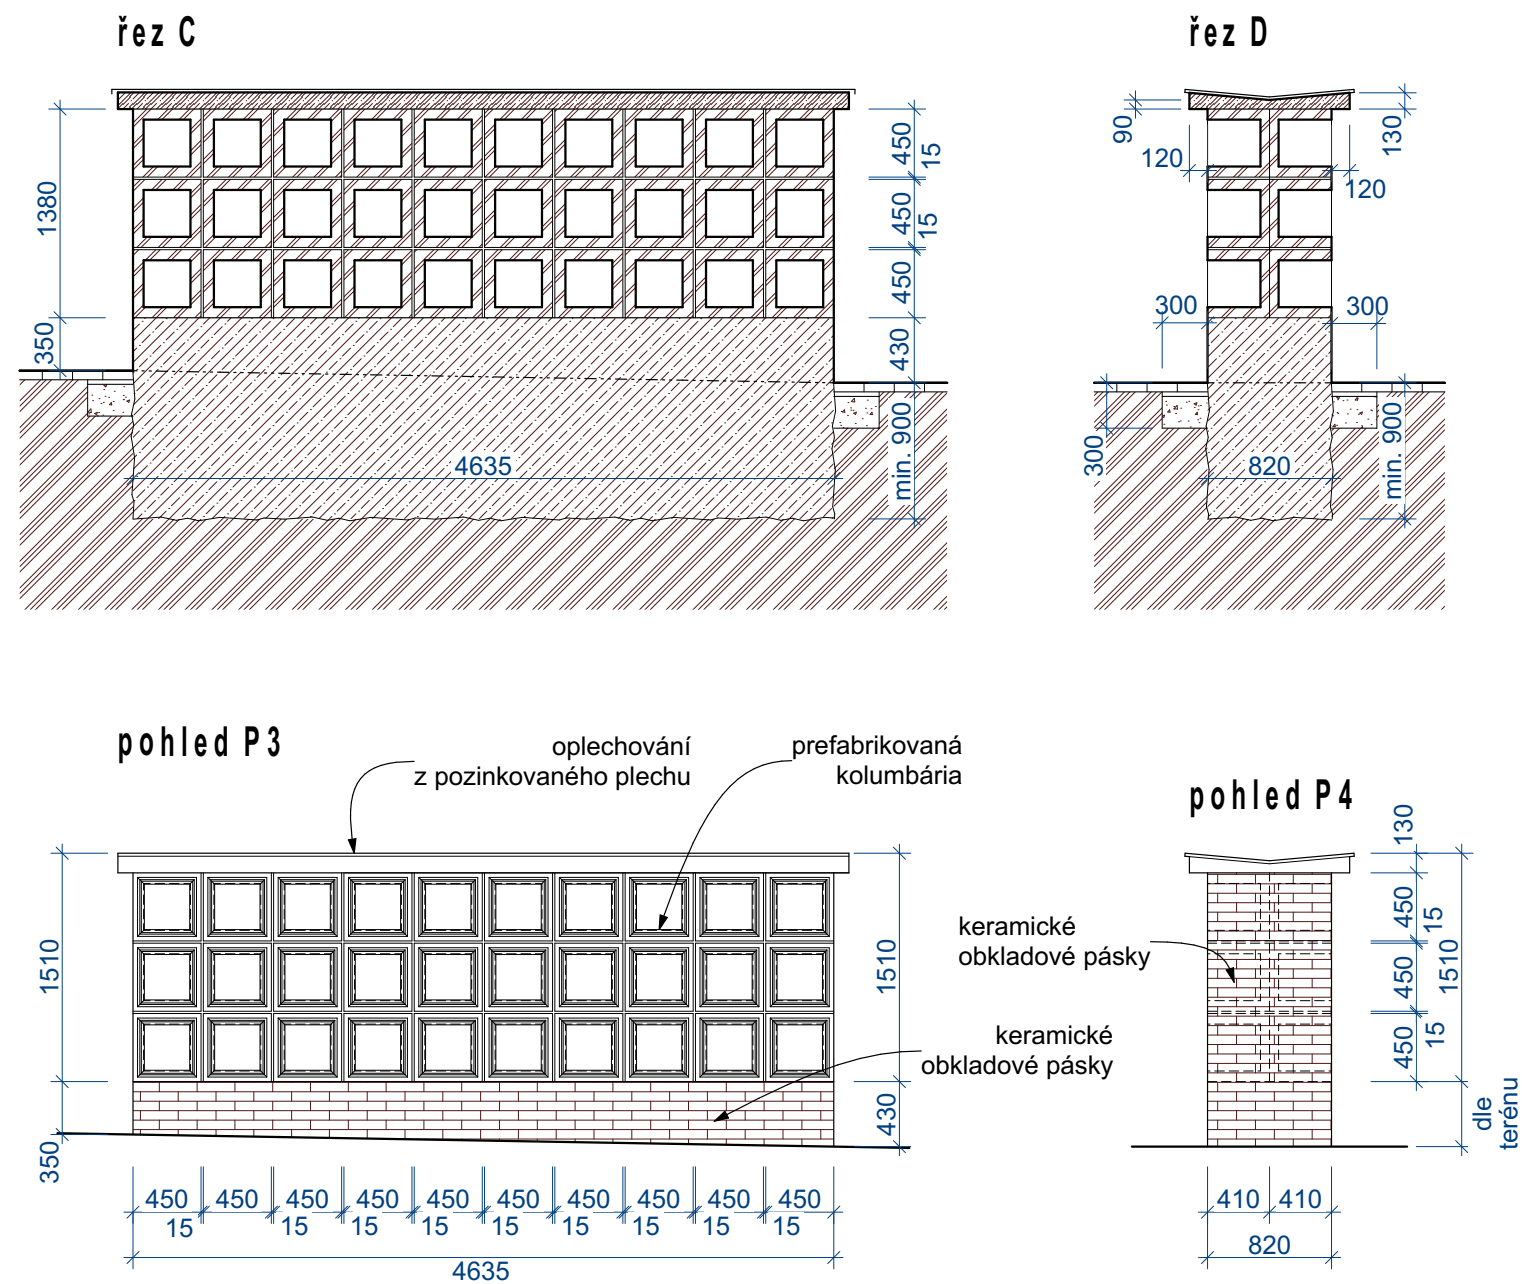 řez C
řez D
1380
350
450
15
450
15
450
430
min. 900
4635
90
120
130
120
300
300
300
820
min. 900
pohled P3
oplechování
z pozinkovaného plechu
prefabrikovaná
kolumbária
pohled P4
1510
350
1510
430
keramické
obkladové pásky
keramické
obkladové pásky
130
450
15
450
15
450
1510
dle
terénu
450 450 450 450 450 450 450 450 450 450
15 15 15 15 15 15 15 15 15
4635
410 410
820